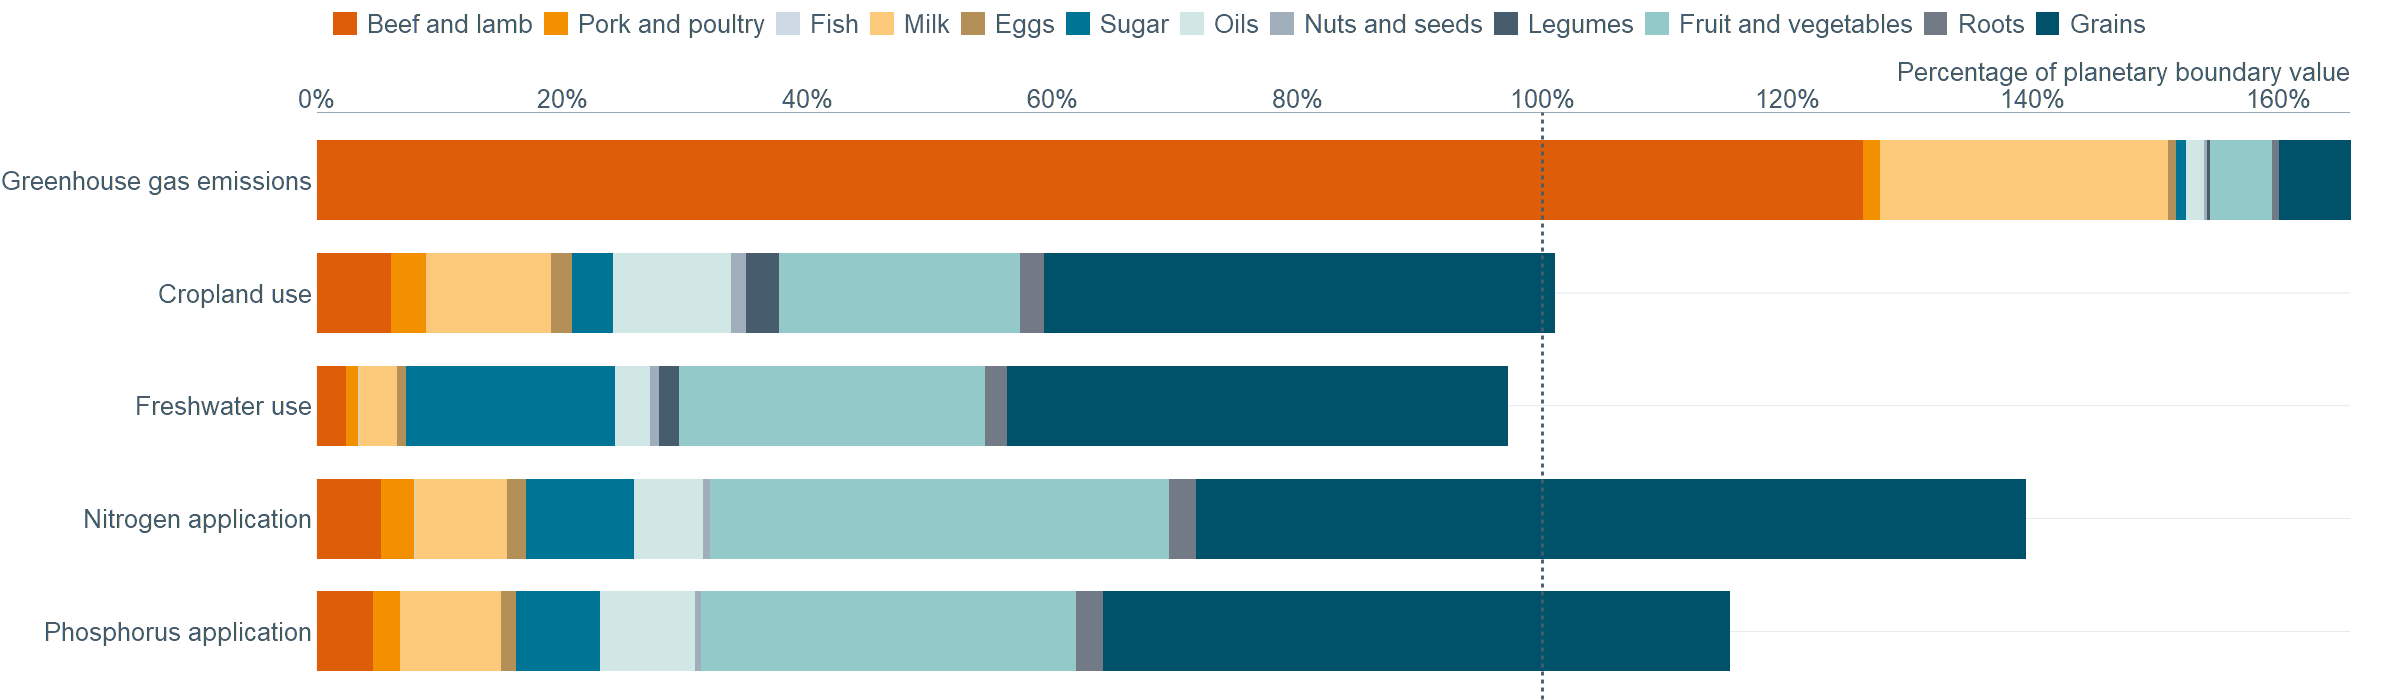 Beef and lamb Pork and poultry Fish Milk Eggs Sugar Oils Nuts and seeds Legumes Fruit and vegetables Roots Grains
Percentage of planetary boundary value
0% 20% 40% 60% 80% 100% 120% 140% 160%
Greenhouse gas emissions
Cropland use
Freshwater use
Nitrogen application
Phosphorus application